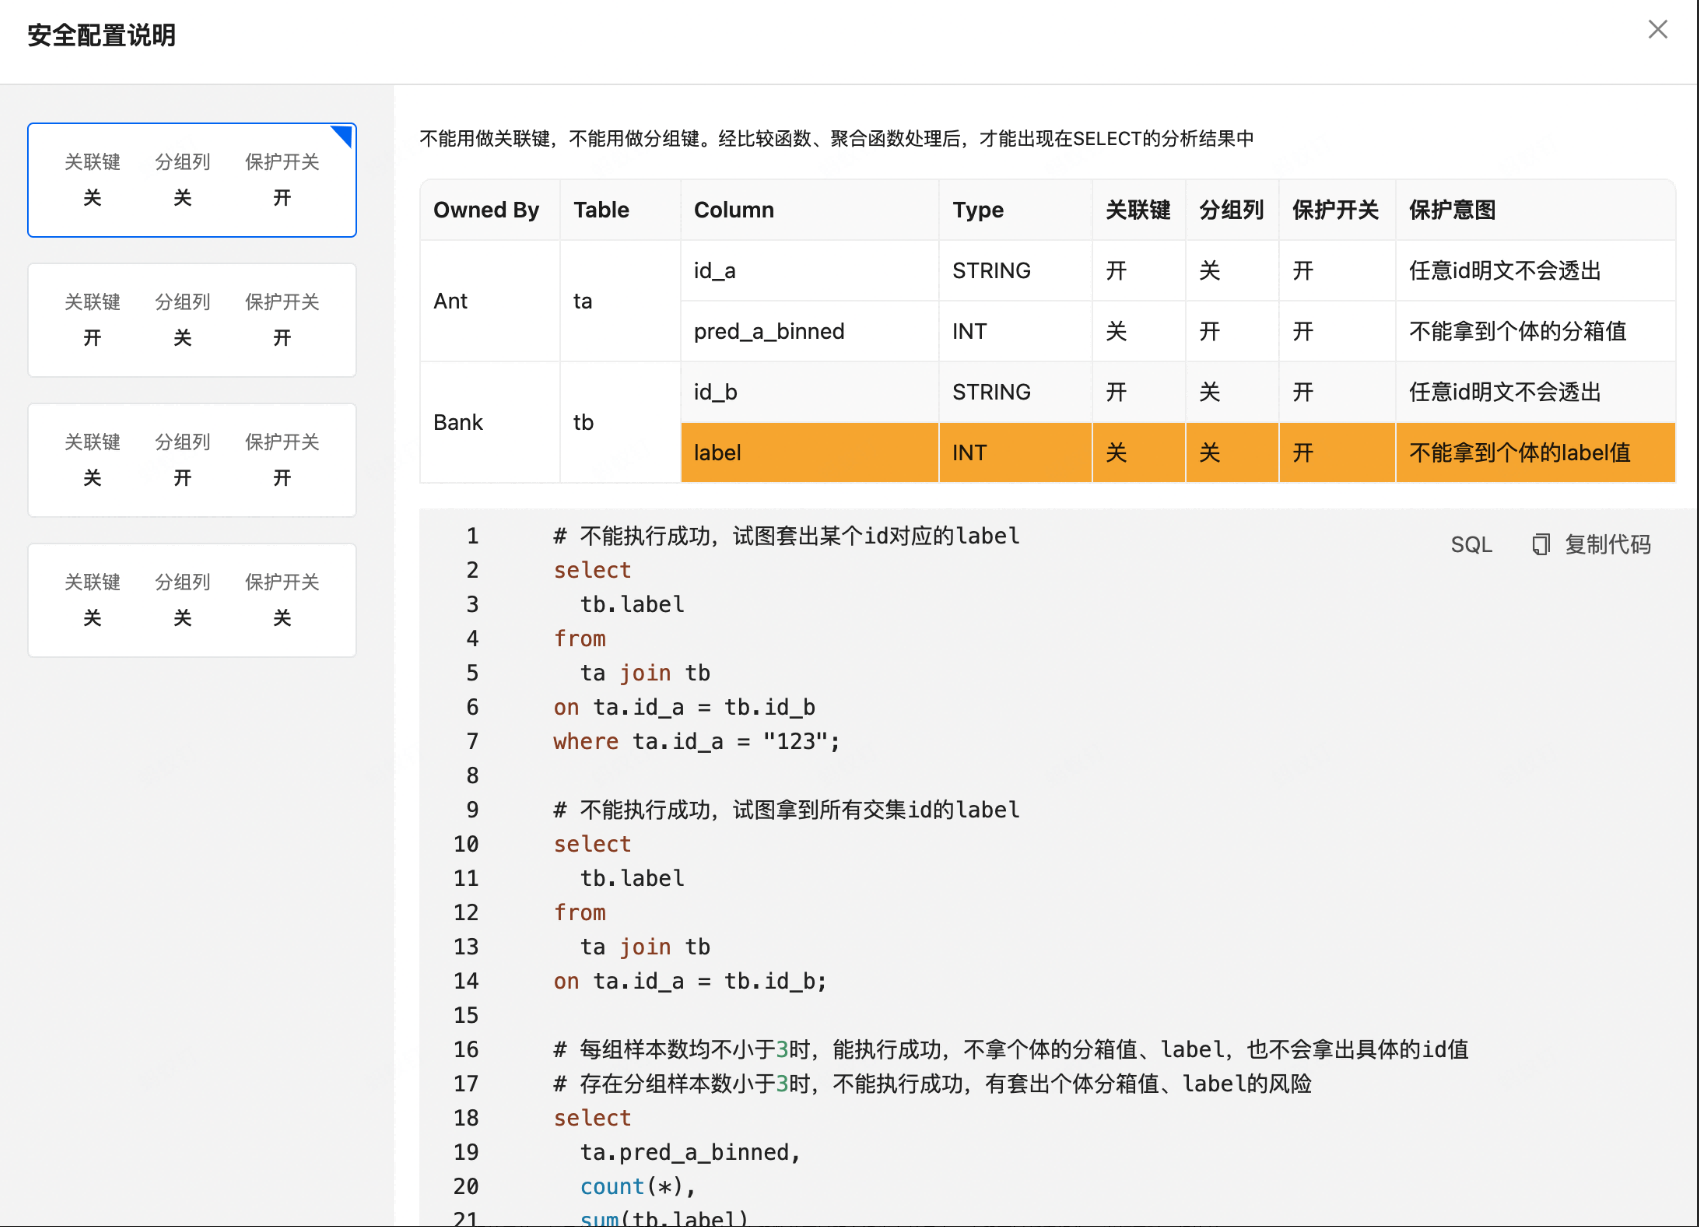 安全配置说明
关联键 分组列 保护开关
关 关 开
关联键 分组列 保护开关
开 关 开
关联键 分组列 保护开关
关 开 开
关联键 分组列 保护开关
关 关 关
不能用做关联键，不能用做分组键。经比较函数、聚合函数处理后，才能出现在SELECT的分析结果中
Owned By Table Column Type 关联键 分组列 保护开关 保护意图
Ant ta
id_a STRING 开 关 开 任意id明文不会透出
pred_a_binned INT 关 开 开 不能拿到个体的分箱值
Bank tb
id_b STRING 开 关 开 任意id明文不会透出
label INT 关 关 开 不能拿到个体的label值
SQL 复制代码
1 # 不能执行成功，试图套出某个id对应的label
2 select
3 tb.label
4 from
5 ta join tb
6 on ta.id_a = tb.id_b
7 where ta.id_a = "123";
8
9 # 不能执行成功，试图拿到所有交集id的label
10 select
11 tb.label
12 from
13 ta join tb
14 on ta.id_a = tb.id_b;
15
16 # 每组样本数均不小于3时，能执行成功，不拿个体的分箱值、label，也不会拿出具体的id值
17 # 存在分组样本数小于3时，不能执行成功，有套出个体分箱值、label的风险
18 select
19 ta.pred_a_binned,
20 count(*),
21 sum(tb.label)